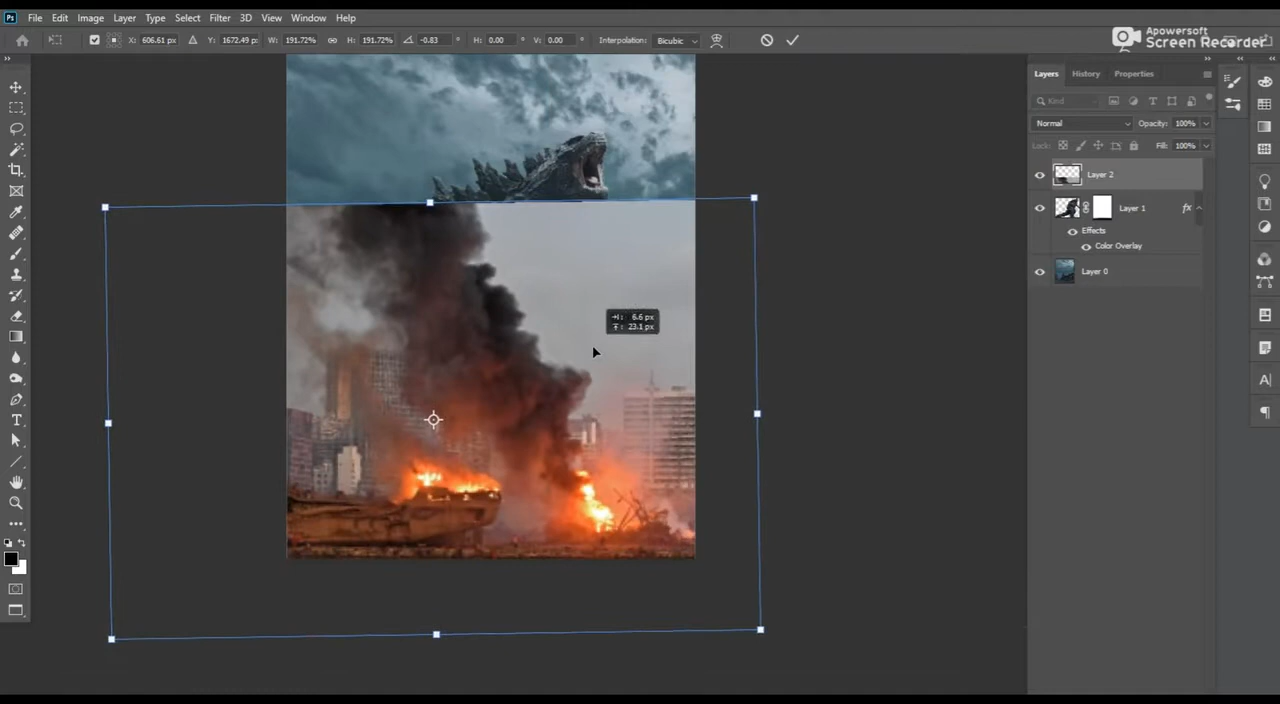 Ps File Edit Image Layer Type Select Filter 3D View Window Help
X: 606.61 px Y: 1672.49 px W: 191.72% H: 191.72% -0.83 ° H: 0.00 ° V: 0.00 ° Interpolation: Bicubic
Apowersoft
Screen Recorder
Layers History Properties
Kind
Normal Opacity: 100%
Lock: Fill: 100%
Layer 2
Layer 1 fx
Effects
Color Overlay
Layer 0
6.6 px
23.1 px